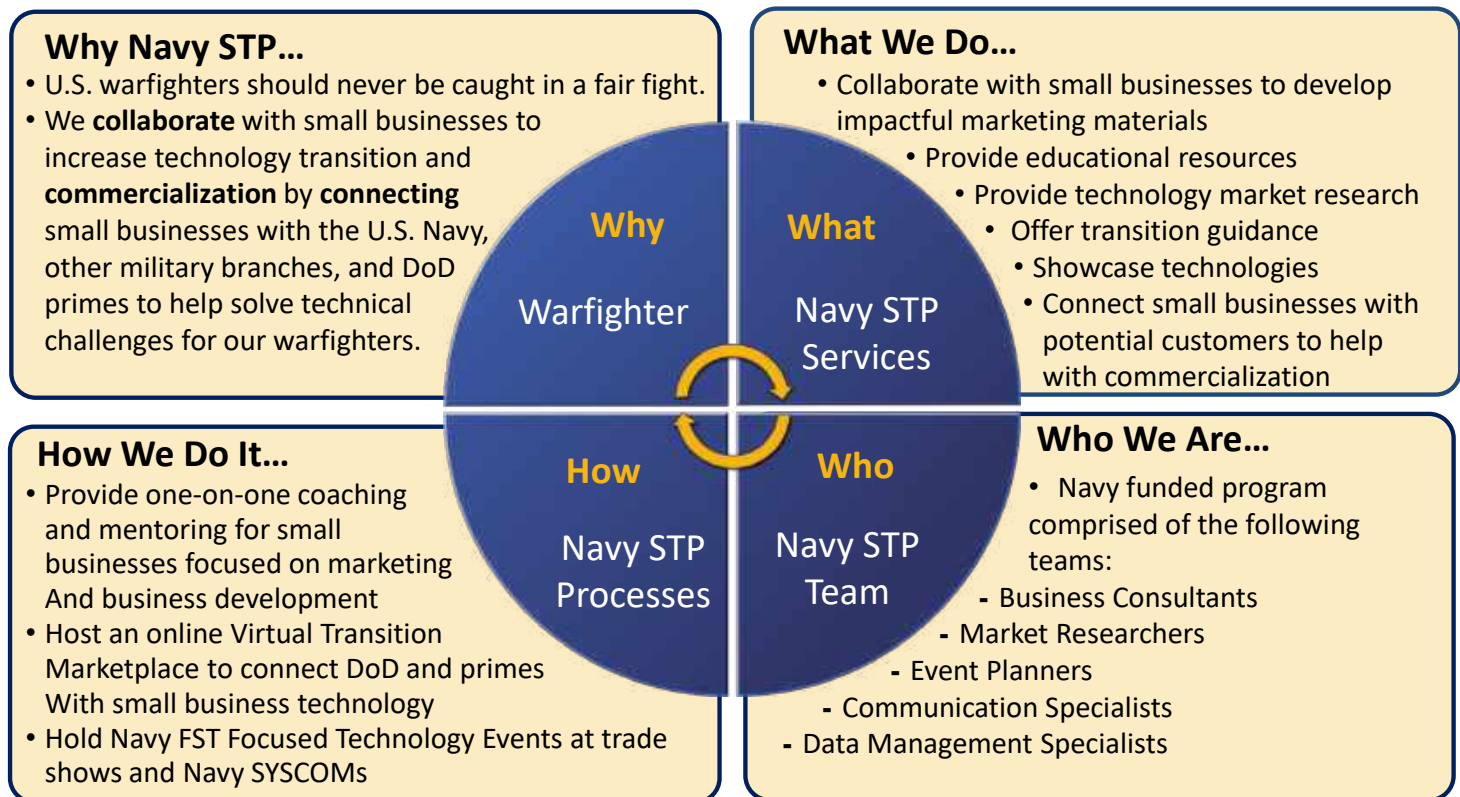 Why Navy STP...
• U.S. warfighters should never be caught in a fair fight.
• We collaborate with small businesses to
increase technology transition and
commercialization by connecting
small businesses with the U.S. Navy,
other military branches, and DoD
primes to help solve technical
challenges for our warfighters.
What We Do...
• Collaborate with small businesses to develop
impactful marketing materials
• Provide educational resources
• Provide technology market research
• Offer transition guidance
• Showcase technologies
• Connect small businesses with
potential customers to help
with commercialization
Why
Warfighter
What
Navy STP
Services
How
Navy STP
Processes
Who
Navy STP
Team
How We Do It...
• Provide one-on-one coaching
and mentoring for small
businesses focused on marketing
And business development
• Host an online Virtual Transition
Marketplace to connect DoD and primes
With small business technology
• Hold Navy FST Focused Technology Events at trade
shows and Navy SYSCOMs
Who We Are...
• Navy funded program
comprised of the following
teams:
- Business Consultants
- Market Researchers
- Event Planners
- Communication Specialists
- Data Management Specialists